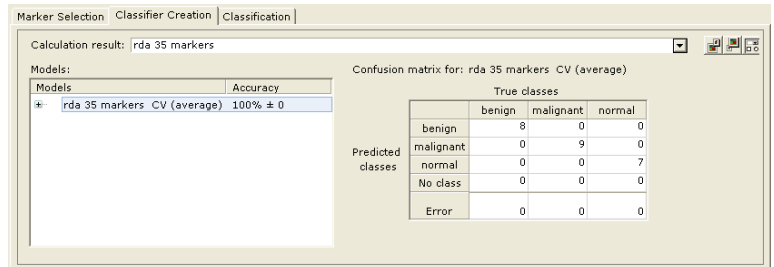 Marker Selection Classifier Creation Classification
Calculation result: rda 35 markers
Models:
Models Accuracy
rda 35 markers CV (average) 100% ± 0
Confusion matrix for: rda 35 markers CV (average)
True classes
benign malignant normal
Predicted classes
benign 8 0 0
malignant 0 9 0
normal 0 0 7
No class 0 0 0
Error 0 0 0